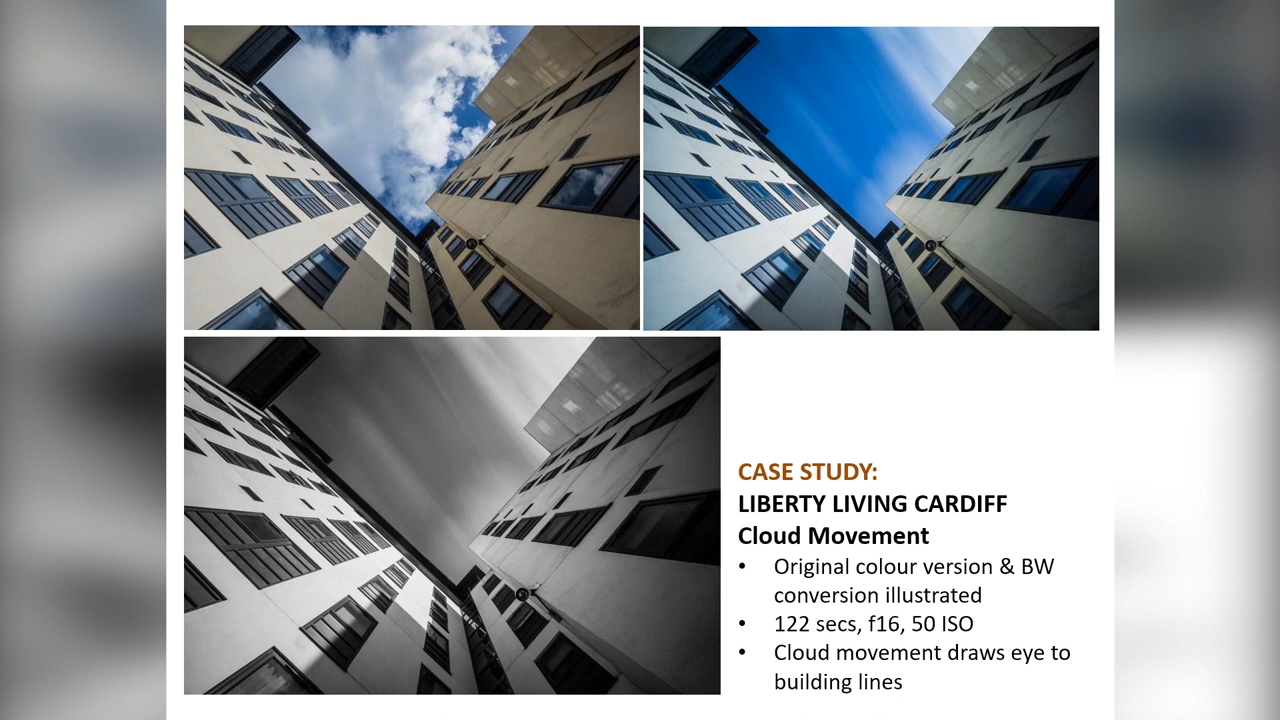 CASE STUDY:
LIBERTY LIVING CARDIFF
Cloud Movement
• Original colour version & BW
conversion illustrated
• 122 secs, f16, 50 ISO
• Cloud movement draws eye to
building lines